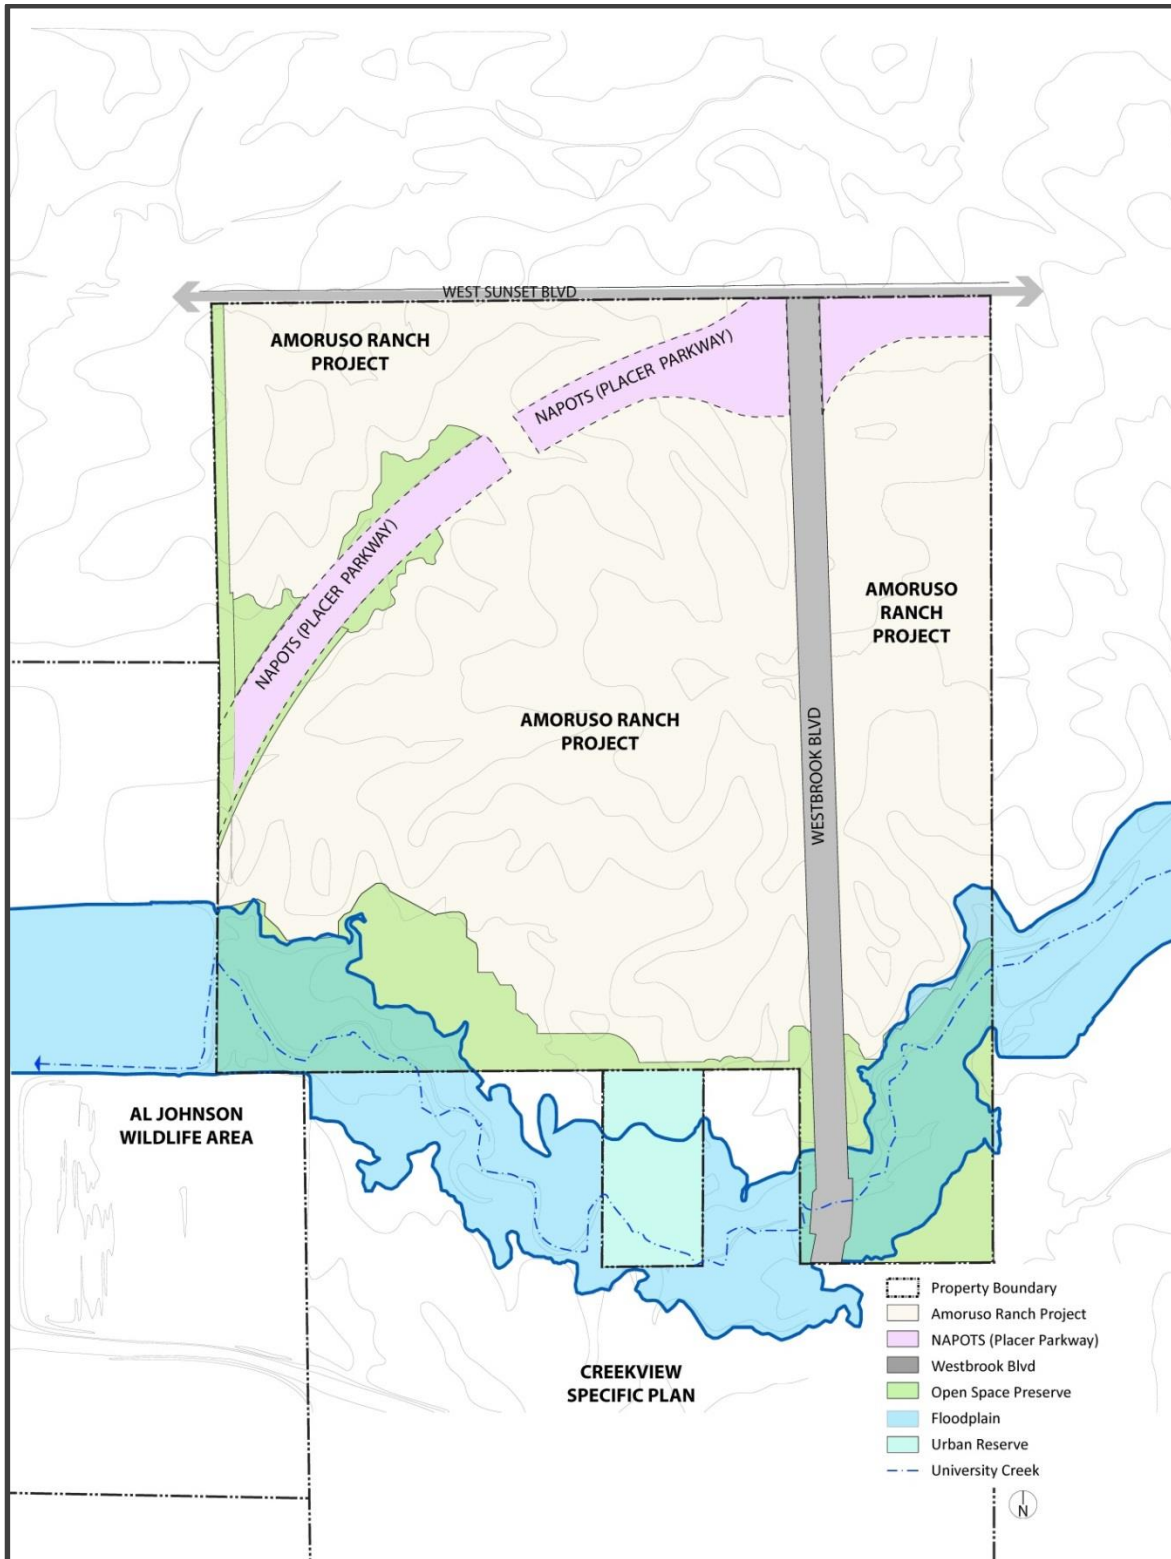 WEST SUNSET BLVD
AMORUSO RANCH
PROJECT
NAPOTS (PLACER PARKWAY)
NAPOTS (PLACER PARKWAY)
AMORUSO
RANCH
PROJECT
AMORUSO RANCH
PROJECT
WESTBROOK BLVD
AL JOHNSON
WILDLIFE AREA
CREEKVIEW
SPECIFIC PLAN
Property Boundary
Amoruso Ranch Project
NAPOTS (Placer Parkway)
Westbrook Blvd
Open Space Preserve
Floodplain
Urban Reserve
University Creek
N